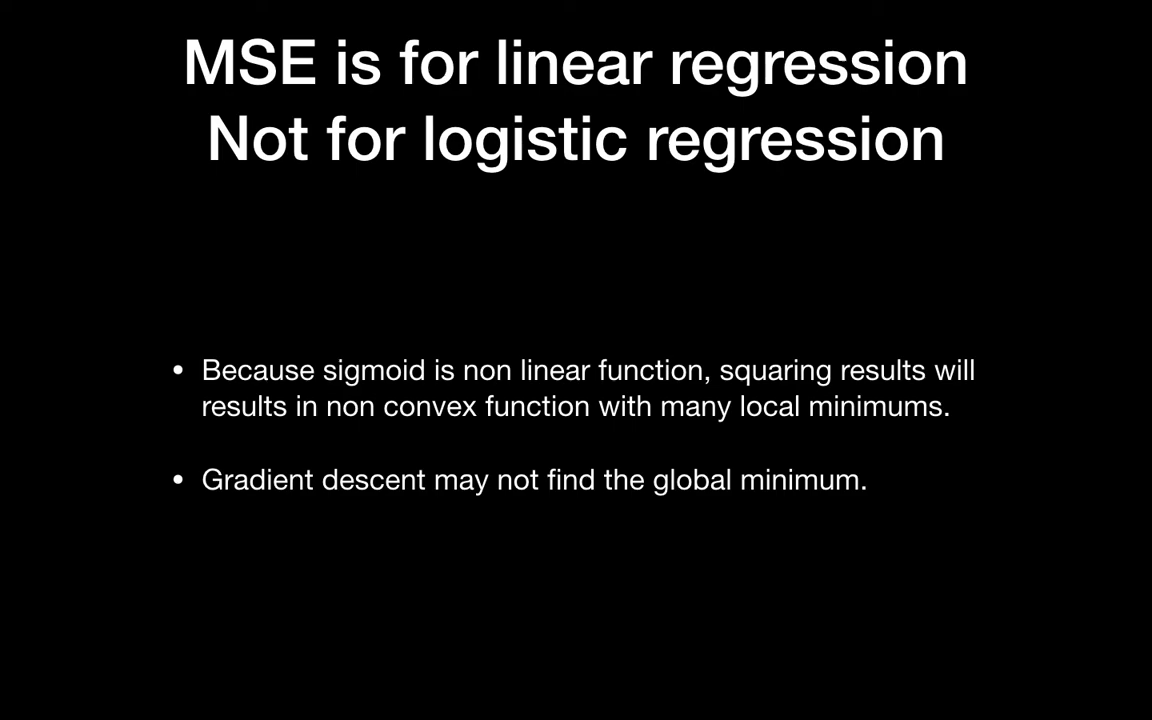 MSE is for linear regression
Not for logistic regression
• Because sigmoid is non linear function, squaring results will
results in non convex function with many local minimums.
• Gradient descent may not find the global minimum.